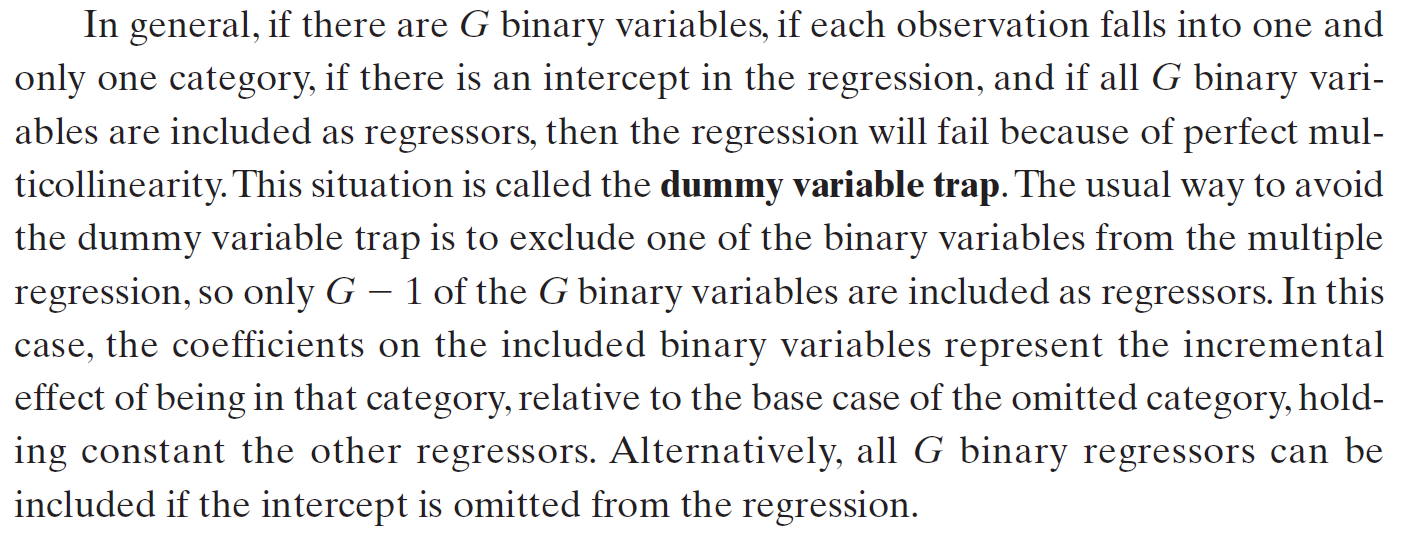 In general, if there are G binary variables, if each observation falls into one and
only one category, if there is an intercept in the regression, and if all G binary vari-
ables are included as regressors, then the regression will fail because of perfect mul-
ticollinearity. This situation is called the dummy variable trap. The usual way to avoid
the dummy variable trap is to exclude one of the binary variables from the multiple
regression, so only G − 1 of the G binary variables are included as regressors. In this
case, the coefficients on the included binary variables represent the incremental
effect of being in that category, relative to the base case of the omitted category, hold-
ing constant the other regressors. Alternatively, all G binary regressors can be
included if the intercept is omitted from the regression.